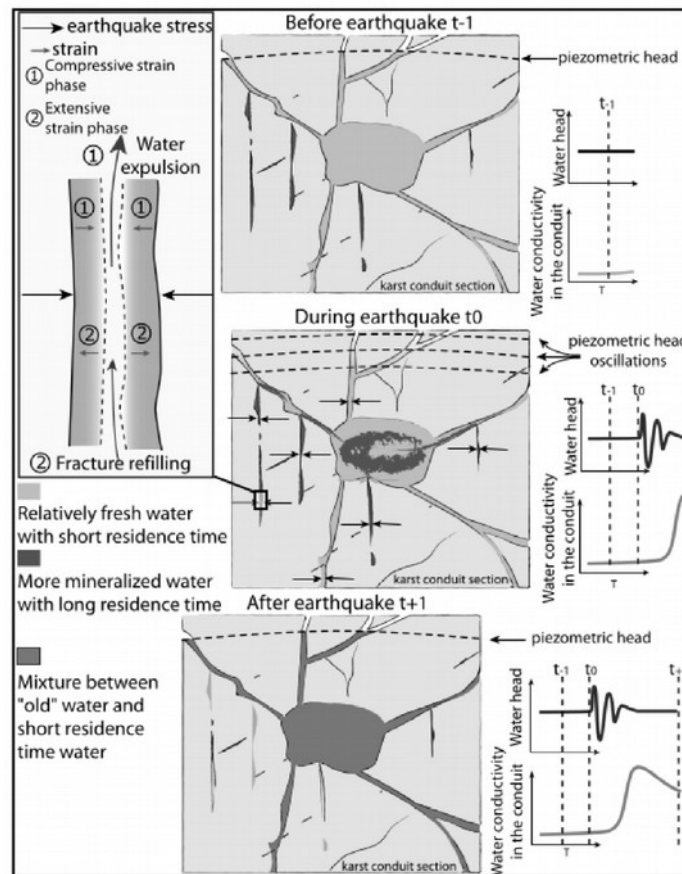 earthquake stress
strain
① Compressive strain
phase
② Extensive
strain phase
① Water
expulsion
① ①
② ②
② Fracture refilling
Relatively fresh water
with short residence time
More mineralized water
with long residence time
Mixture between
"old" water and
short residence
time water
Before earthquake t-1
piezometric head
karst conduit section
t-1
Water head
Water conductivity
in the conduit
T
During earthquake t0
piezometric head
oscillations
karst conduit section
t-1 t0
Water head
Water conductivity
in the conduit
T
After earthquake t+1
piezometric head
karst conduit section
t-1 t0 t+
Water head
Water conductivity
in the conduit
T